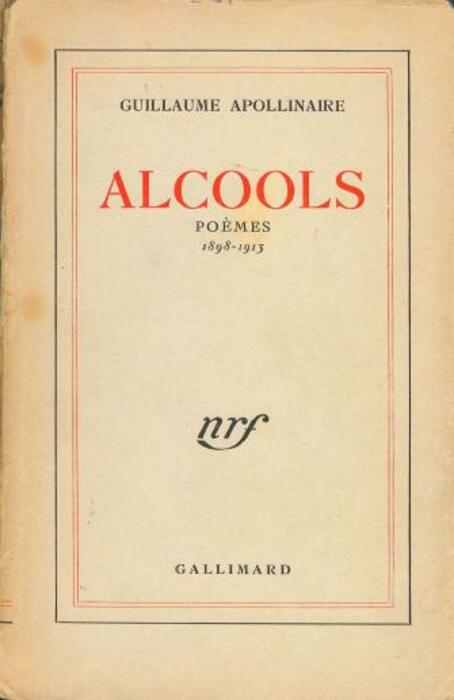 GUILLAUME APOLLINAIRE
ALCOOLS
POÈMES
1898-1913
nrf
GALLIMARD